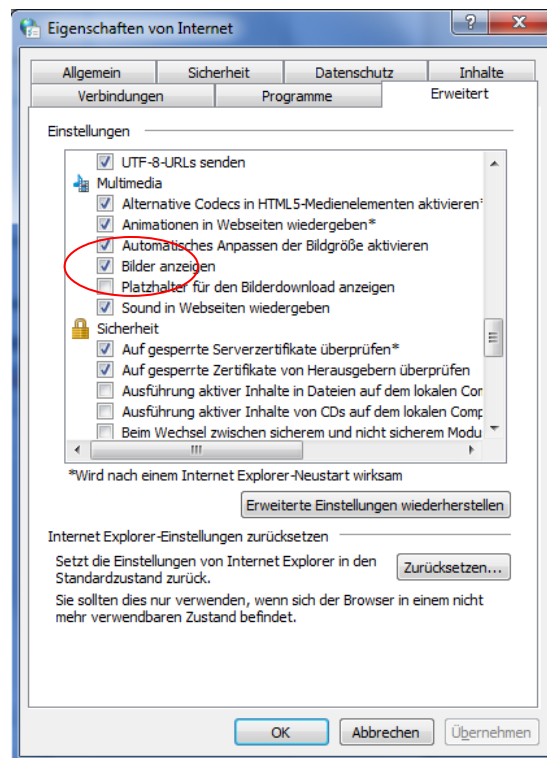 Eigenschaften von Internet
?
X
Allgemein
Sicherheit
Datenschutz
Inhalte
Verbindungen
Programme
Erweitert
Einstellungen
UTF-8-URLs senden
Multimedia
Alternative Codecs in HTML5-Medienelementen aktivieren*
Animationen in Webseiten wiedergeben*
Automatisches Anpassen der Bildgröße aktivieren
Bilder anzeigen
Platzhalter für den Bilderdownload anzeigen
Sound in Webseiten wiedergeben
Sicherheit
Auf gesperrte Serverzertifikate überprüfen*
Auf gesperrte Zertifikate von Herausgebern überprüfen
Ausführung aktiver Inhalte in Dateien auf dem lokalen Com
Ausführung aktiver Inhalte von CDs auf dem lokalen Comp
Beim Wechsel zwischen sicherem und nicht sicherem Modu
*Wird nach einem Internet Explorer-Neustart wirksam
Erweiterte Einstellungen wiederherstellen
Internet Explorer-Einstellungen zurücksetzen
Setzt die Einstellungen von Internet Explorer in den
Standardzustand zurück.
Zurücksetzen...
Sie sollten dies nur verwenden, wenn sich der Browser in einem nicht
mehr verwendbaren Zustand befindet.
OK
Abbrechen
Übernehmen